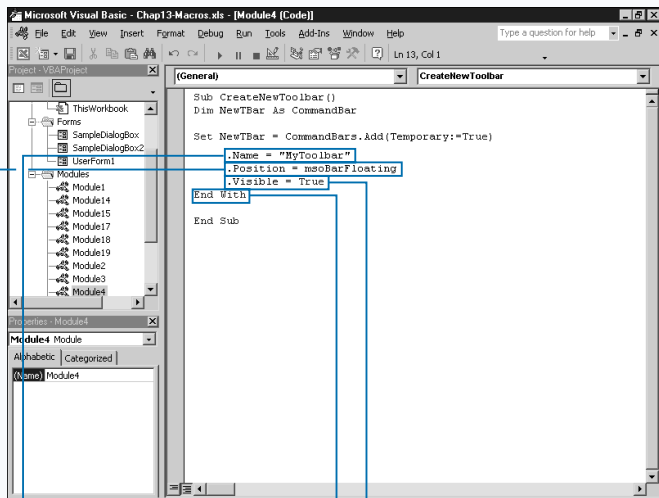 Microsoft Visual Basic - Chap13-Macros.xls - [Module4 (Code)]
File Edit View Insert Format Debug Run Tools Add-Ins Window Help
Type a question for help
Ln 13, Col 1
Project - VBAProject
(General)
CreateNewToolbar
ThisWorkbook
Forms
SampleDialogBox
SampleDialogBox2
UserForm1
Modules
Module1
Module14
Module15
Module17
Module18
Module19
Module2
Module3
Module4
Properties - Module4
Module4 Module
Alphabetic Categorized
(Name) Module4
Sub CreateNewToolbar()
Dim NewTBar As CommandBar
Set NewTBar = CommandBars.Add(Temporary:=True)
.Name = "MyToolbar"
.Position = msoBarFloating
.Visible = True
End With
End Sub